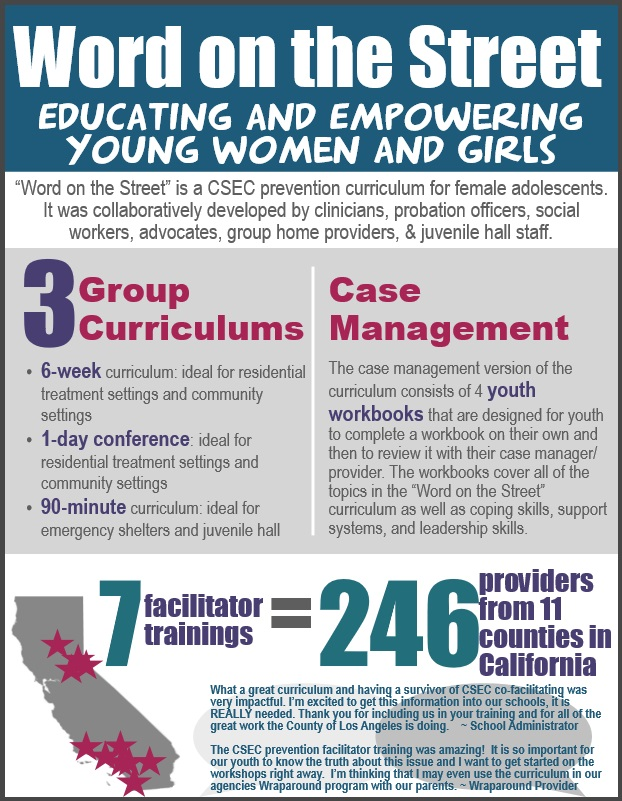 Word on the Street
EDUCATING AND EMPOWERING
YOUNG WOMEN AND GIRLS
“Word on the Street” is a CSEC prevention curriculum for female adolescents.
It was collaboratively developed by clinicians, probation officers, social
workers, advocates, group home providers, & juvenile hall staff.
3 Group
Curriculums
• 6-week curriculum: ideal for residential
treatment settings and community
settings
• 1-day conference: ideal for
residential treatment settings and
community settings
• 90-minute curriculum: ideal for
emergency shelters and juvenile hall
Case
Management
The case management version of the
curriculum consists of 4 youth
workbooks that are designed for youth
to complete a workbook on their own and
then to review it with their case manager/
provider. The workbooks cover all of the
topics in the “Word on the Street”
curriculum as well as coping skills, support
systems, and leadership skills.
7 facilitator
trainings
= 246
providers
from 11
counties in
California
What a great curriculum and having a survivor of CSEC co-facilitating was
very impactful. I'm excited to get this information into our schools, it is
REALLY needed. Thank you for including us in your training and for all of the
great work the County of Los Angeles is doing. ~ School Administrator
The CSEC prevention facilitator training was amazing! It is so important for
our youth to know the truth about this issue and I want to get started on the
workshops right away. I'm thinking that I may even use the curriculum in our
agencies Wraparound program with our parents. ~ Wraparound Provider